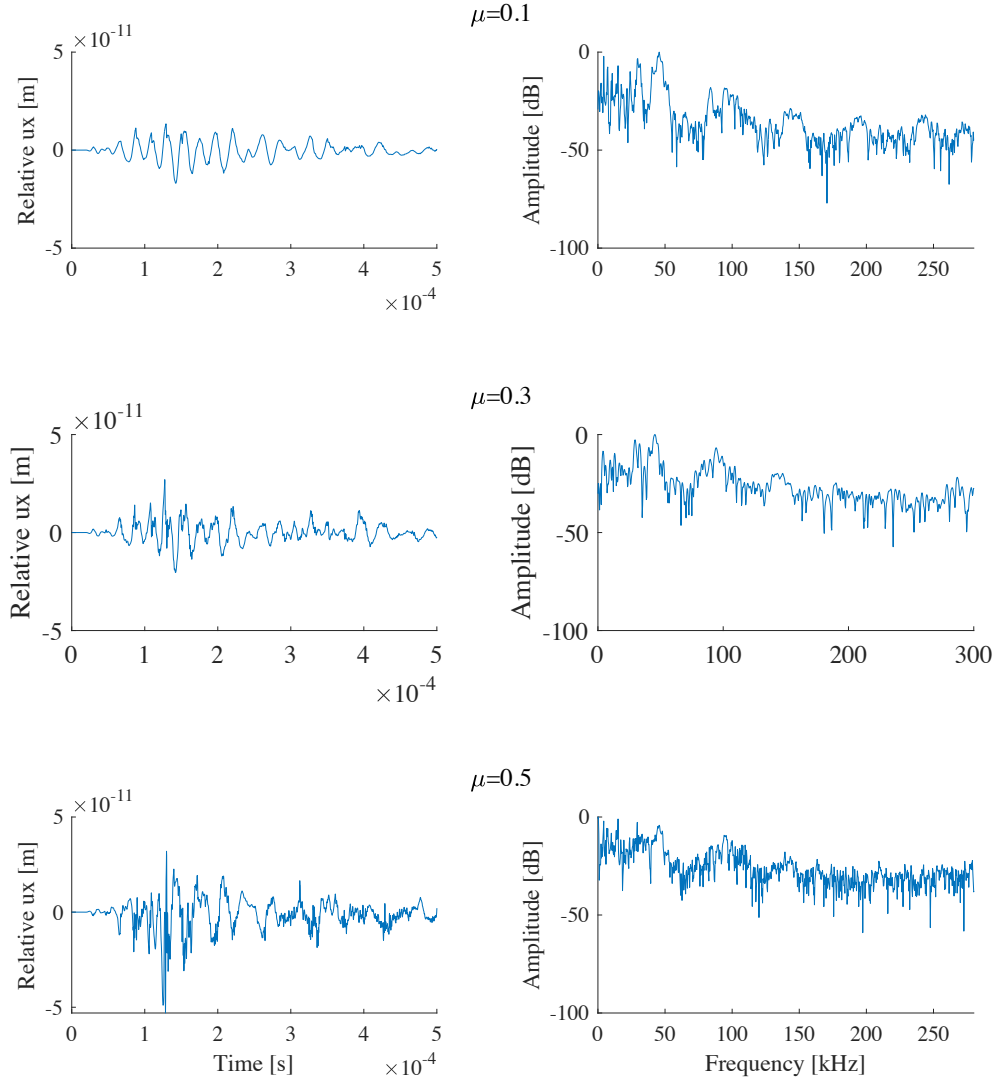 μ=0.1
×10-11
Relative ux [m]
5
0
-5
0 1 2 3 4 5
×10-4
Amplitude [dB]
0
-50
-100
0 50 100 150 200 250
μ=0.3
×10-11
Relative ux [m]
5
0
-5
0 1 2 3 4 5
×10-4
Amplitude [dB]
0
-50
-100
0 100 200 300
μ=0.5
×10-11
Relative ux [m]
5
0
-5
0 1 2 3 4 5
Time [s]
×10-4
Amplitude [dB]
0
-50
-100
0 50 100 150 200 250
Frequency [kHz]